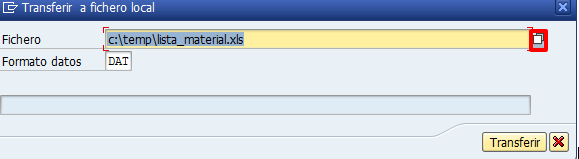 Transferir a fichero local
Fichero c:\temp\lista_material.xls
Formato datos DAT
Transferir